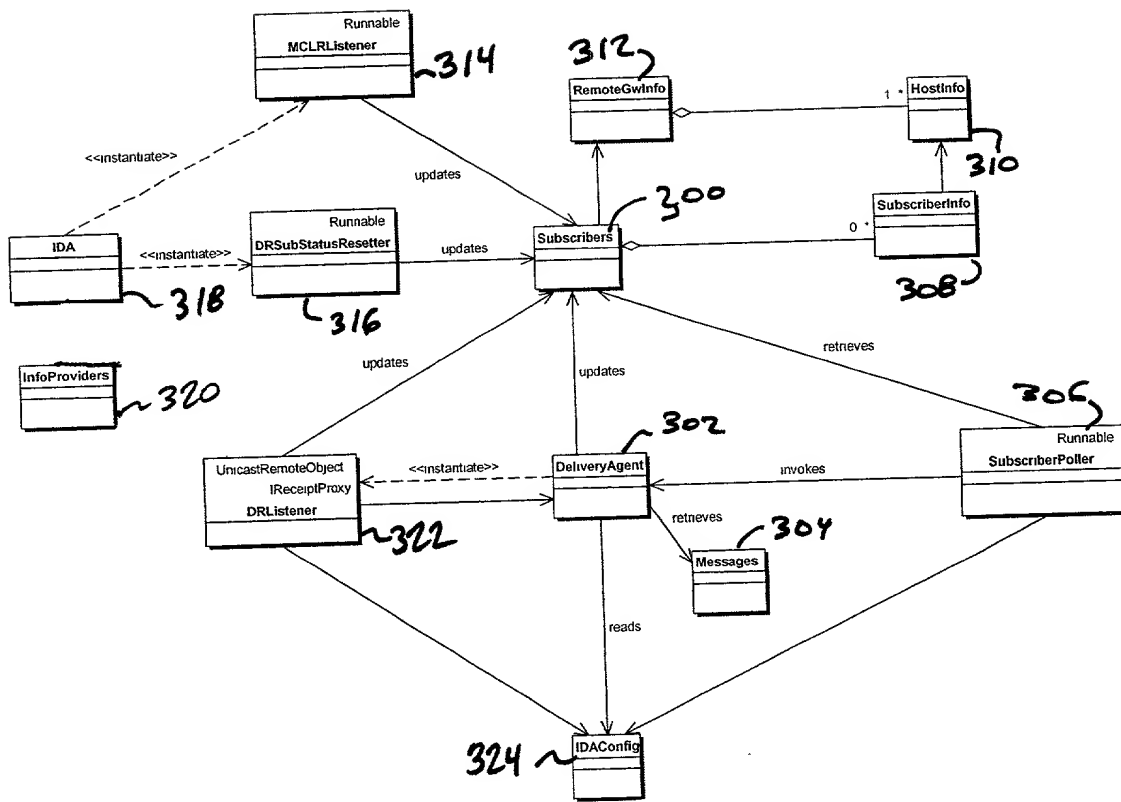 Runnable
MCLRListener
314
312
RemoteGwInfo
1 *
HostInfo
310
<<instantiate>>
updates
300
SubscriberInfo
Runnable
DRSubStatusResetter
Subscribers
0 *
IDA
<<instantiate>>
updates
318
316
308
updates
updates
retrieves
InfoProviders
320
302
306
UnicastRemoteObject
IReceiptProxy
DRListener
<<instantiate>>
DeliveryAgent
invokes
Runnable
SubscriberPoller
322
retrieves
304
Messages
reads
324
IDAConfig